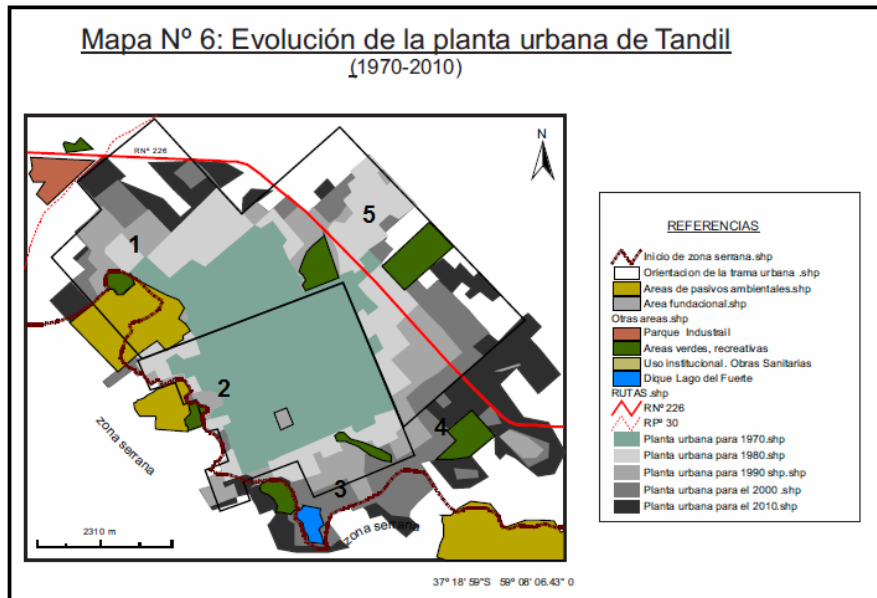 Mapa Nº 6: Evolución de la planta urbana de Tandil
(1970-2010)
RNº 226
N
1
5
2
4
3
zona serrana
zona serrana
2310 m
37º 18' 59"S 59º 08' 06.43" 0
REFERENCIAS
Inicio de zona serrana.shp
Orientacion de la trama urbana .shp
Areas de pasivos ambientales.shp
Area fundacional.shp
Otras areas.shp
Parque Industrail
Areas verdes, recreativas
Uso institucional. Obras Sanitarias
Dique Lago del Fuerte
RUTAS.shp
RNº 226
RPº 30
Planta urbana para 1970.shp
Planta urbana para 1980.shp
Planta urbana para 1990 shp.shp
Planta urbana para el 2000 .shp
Planta urbana para el 2010.shp